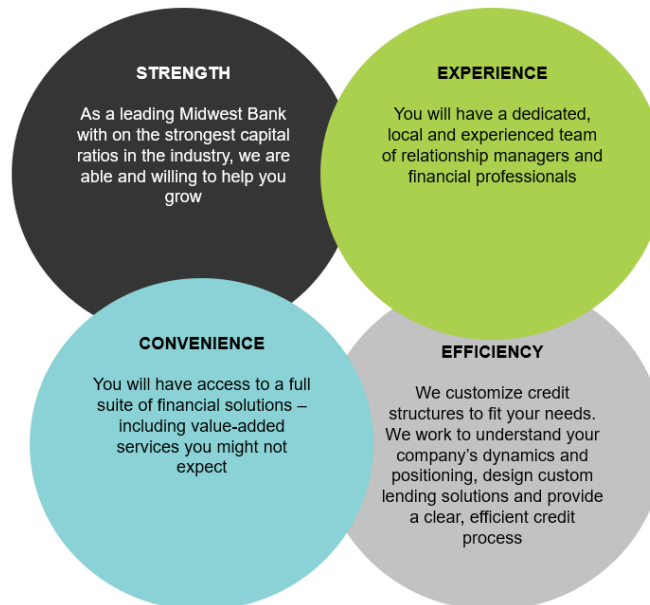 STRENGTH
As a leading Midwest Bank
with on the strongest capital
ratios in the industry, we are
able and willing to help you
grow
EXPERIENCE
You will have a dedicated,
local and experienced team
of relationship managers and
financial professionals
CONVENIENCE
You will have access to a full
suite of financial solutions –
including value-added
services you might not
expect
EFFICIENCY
We customize credit
structures to fit your needs.
We work to understand your
company’s dynamics and
positioning, design custom
lending solutions and provide
a clear, efficient credit
process